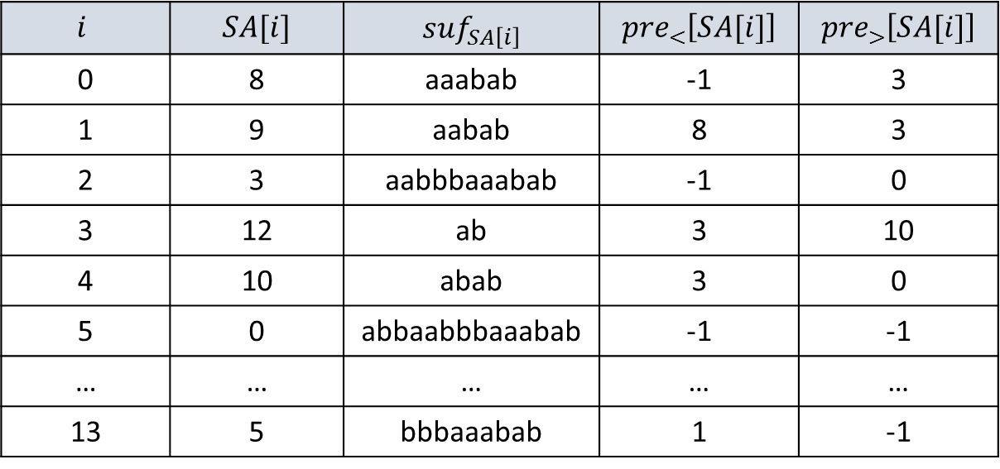 i SA[i] suf_{SA[i]} pre_<[SA[i]] pre_>[SA[i]]
0 8 aaabab -1 3
1 9 aabab 8 3
2 3 aabbbaaabab -1 0
3 12 ab 3 10
4 10 abab 3 0
5 0 abbaabbbaaabab -1 -1
... ... ... ... ...
13 5 bbbaaabab 1 -1